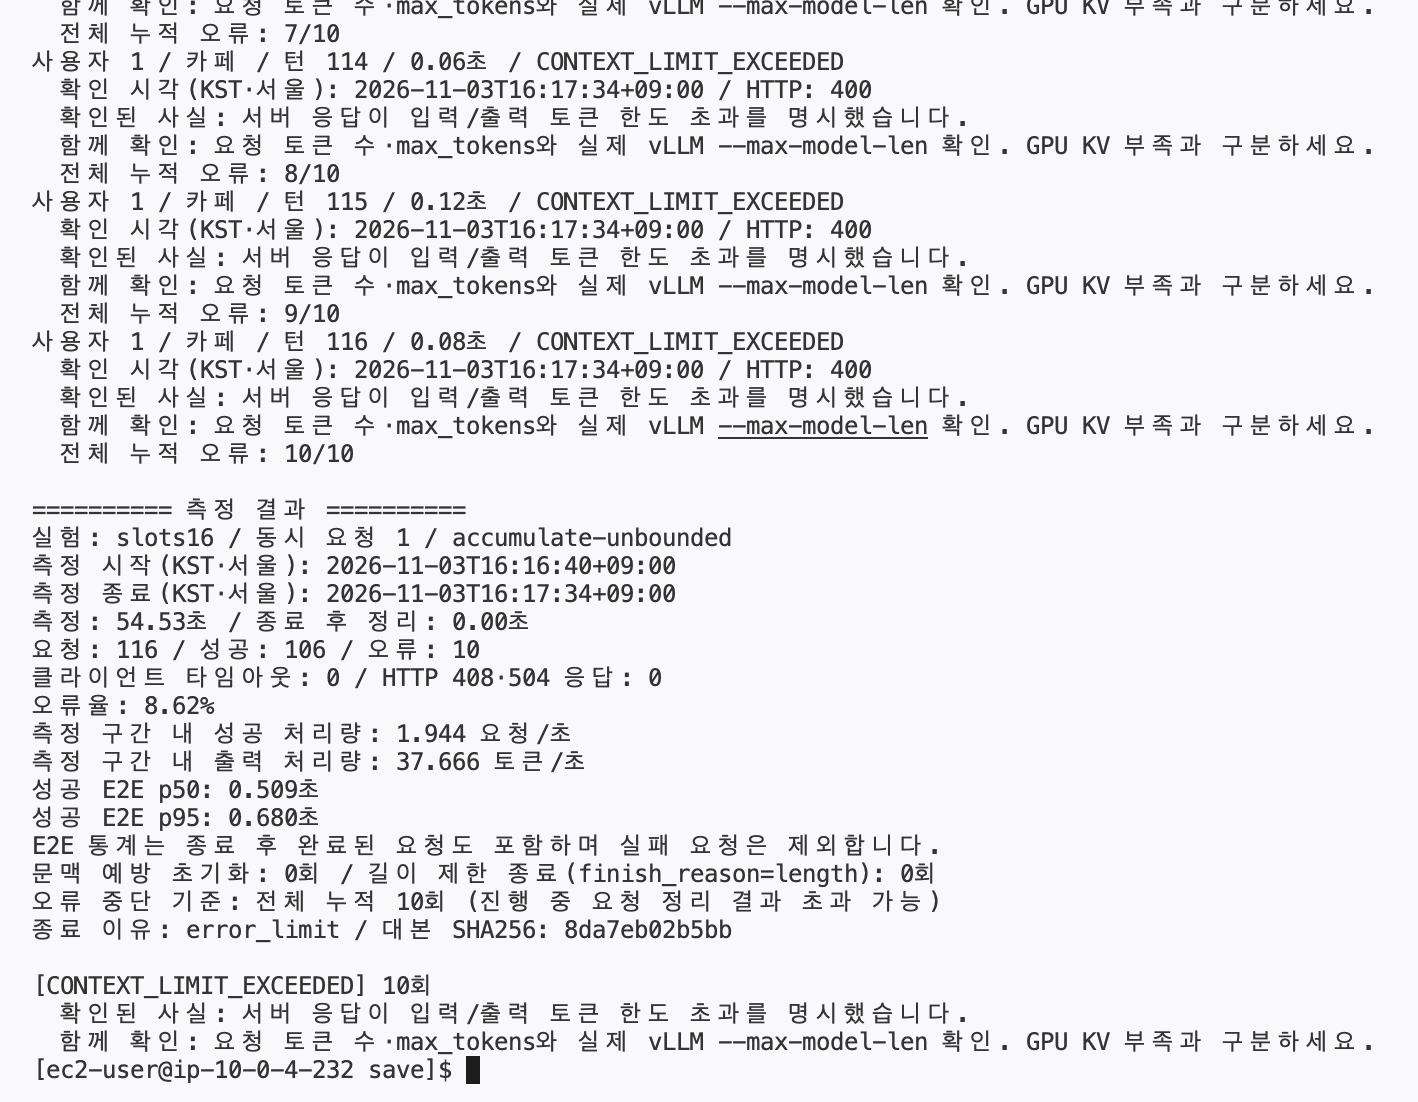 함께 확인: 요청 토큰 수·max_tokens와 실제 vLLM --max-model-len 확인. GPU KV 부족과 구분하세요.
전체 누적 오류: 7/10
사용자 1 / 카페 / 턴 114 / 0.06초 / CONTEXT_LIMIT_EXCEEDED
확인 시각(KST·서울): 2026-11-03T16:17:34+09:00 / HTTP: 400
확인된 사실: 서버 응답이 입력/출력 토큰 한도 초과를 명시했습니다.
함께 확인: 요청 토큰 수·max_tokens와 실제 vLLM --max-model-len 확인. GPU KV 부족과 구분하세요.
전체 누적 오류: 8/10
사용자 1 / 카페 / 턴 115 / 0.12초 / CONTEXT_LIMIT_EXCEEDED
확인 시각(KST·서울): 2026-11-03T16:17:34+09:00 / HTTP: 400
확인된 사실: 서버 응답이 입력/출력 토큰 한도 초과를 명시했습니다.
함께 확인: 요청 토큰 수·max_tokens와 실제 vLLM --max-model-len 확인. GPU KV 부족과 구분하세요.
전체 누적 오류: 9/10
사용자 1 / 카페 / 턴 116 / 0.08초 / CONTEXT_LIMIT_EXCEEDED
확인 시각(KST·서울): 2026-11-03T16:17:34+09:00 / HTTP: 400
확인된 사실: 서버 응답이 입력/출력 토큰 한도 초과를 명시했습니다.
함께 확인: 요청 토큰 수·max_tokens와 실제 vLLM --max-model-len 확인. GPU KV 부족과 구분하세요.
전체 누적 오류: 10/10
========== 측정 결과 ==========
실험: slots16 / 동시 요청 1 / accumulate-unbounded
측정 시작(KST·서울): 2026-11-03T16:16:40+09:00
측정 종료(KST·서울): 2026-11-03T16:17:34+09:00
측정: 54.53초 / 종료 후 정리: 0.00초
요청: 116 / 성공: 106 / 오류: 10
클라이언트 타임아웃: 0 / HTTP 408·504 응답: 0
오류율: 8.62%
측정 구간 내 성공 처리량: 1.944 요청/초
측정 구간 내 출력 처리량: 37.666 토큰/초
성공 E2E p50: 0.509초
성공 E2E p95: 0.680초
E2E 통계는 종료 후 완료된 요청도 포함하며 실패 요청은 제외합니다.
문맥 예방 초기화: 0회 / 길이 제한 종료(finish_reason=length): 0회
오류 중단 기준: 전체 누적 10회 (진행 중 요청 정리 결과 초과 가능)
종료 이유: error_limit / 대본 SHA256: 8da7eb02b5bb
[CONTEXT_LIMIT_EXCEEDED] 10회
확인된 사실: 서버 응답이 입력/출력 토큰 한도 초과를 명시했습니다.
함께 확인: 요청 토큰 수·max_tokens와 실제 vLLM --max-model-len 확인. GPU KV 부족과 구분하세요.
[ec2-user@ip-10-0-4-232 save]$